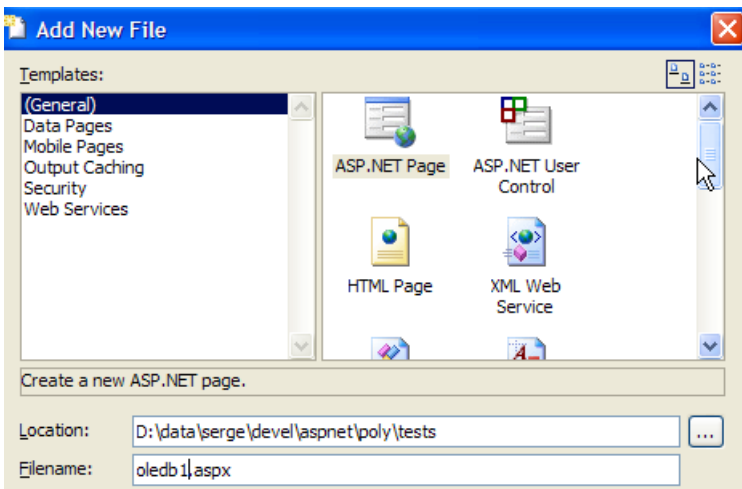 Add New File
Templates:
(General)
Data Pages
Mobile Pages
Output Caching
Security
Web Services
ASP.NET Page
ASP.NET User
Control
HTML Page
XML Web
Service
Create a new ASP.NET page.
Location:
D:\data\serge\devel\aspnet\poly\tests
...
Filename:
oledb1.aspx